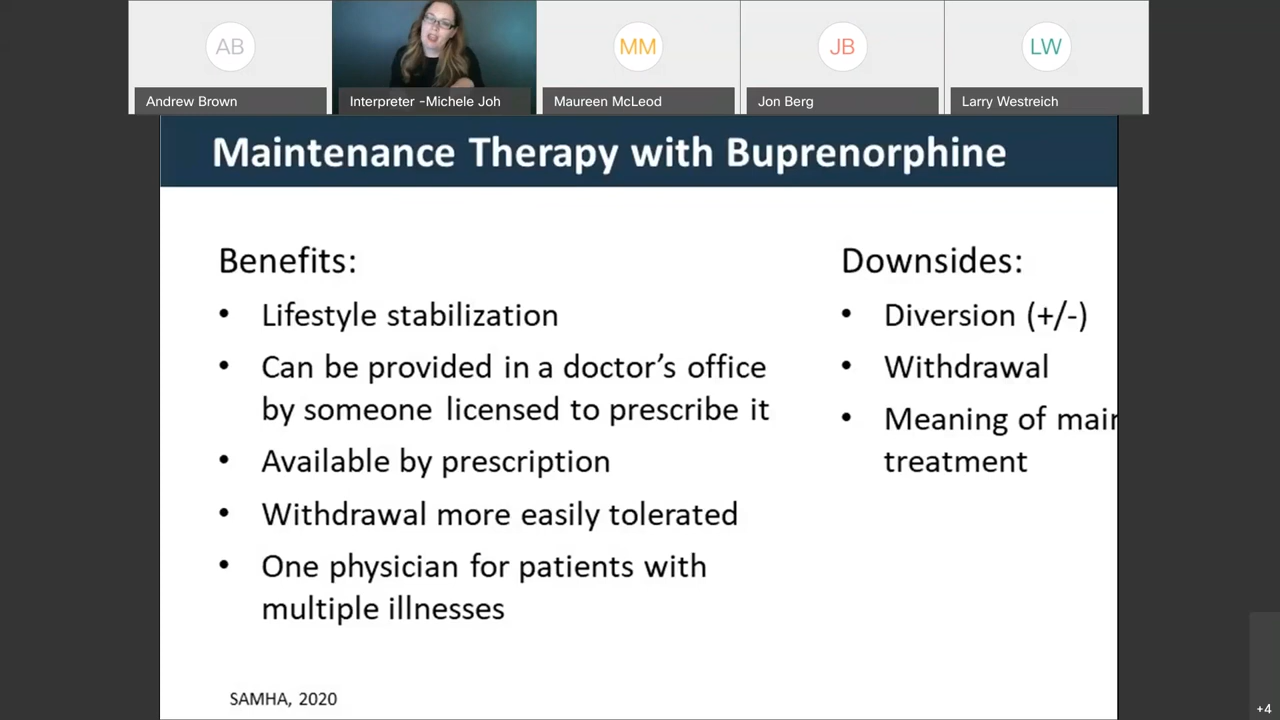 AB
MM
JB
LW
Andrew Brown
Interpreter -Michele Joh
Maureen McLeod
Jon Berg
Larry Westreich
Maintenance Therapy with Buprenorphine
Benefits:
• Lifestyle stabilization
• Can be provided in a doctor’s office
by someone licensed to prescribe it
• Available by prescription
• Withdrawal more easily tolerated
• One physician for patients with
multiple illnesses
Downsides:
• Diversion (+/-)
• Withdrawal
• Meaning of
treatment
SAMHA, 2020
+4